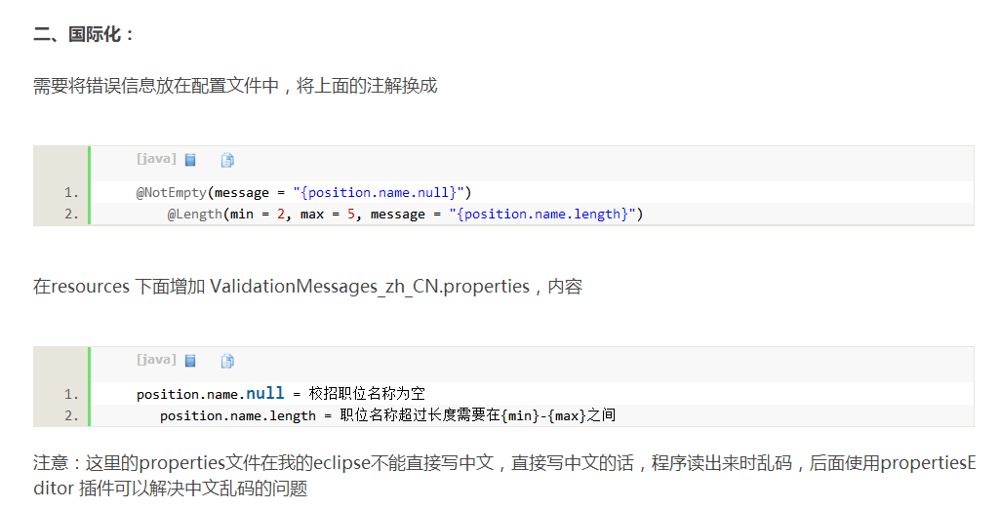 二、国际化：
需要将错误信息放在配置文件中，将上面的注解换成
[java]
1. @NotEmpty(message = "{position.name.null}")
2. @Length(min = 2, max = 5, message = "{position.name.length}")
在resources 下面增加 ValidationMessages_zh_CN.properties，内容
[java]
1. position.name.null = 校招职位名称为空
2. position.name.length = 职位名称超过长度需要在{min}-{max}之间
注意：这里的properties文件在我的eclipse不能直接写中文，直接写中文的话，程序读出来时乱码，后面使用propertiesE
ditor 插件可以解决中文乱码的问题